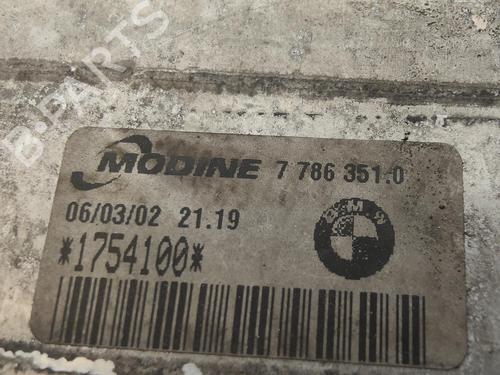 B-PARTS
MODINE 7 786 351.0
06/03/02 21.19
BMW
*1754100*